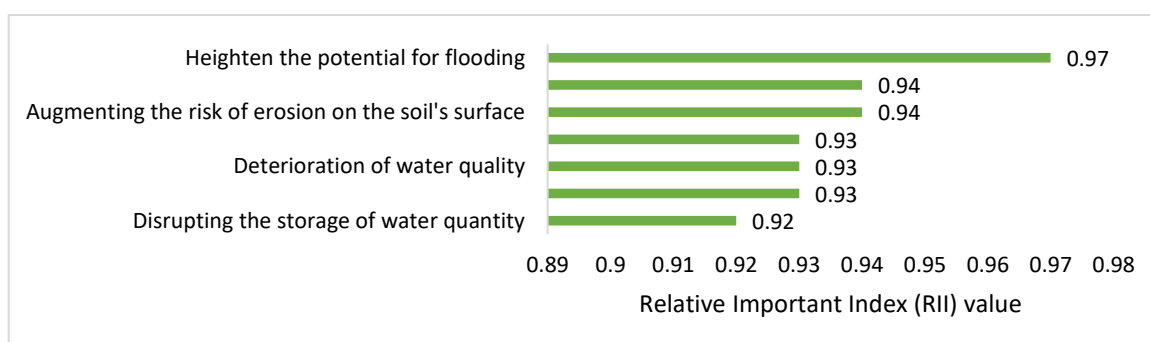 Heighten the potential for flooding 0.97
0.94
Augmenting the risk of erosion on the soil's surface 0.94
0.93
Deterioration of water quality 0.93
0.93
Disrupting the storage of water quantity 0.92
0.89 0.9 0.91 0.92 0.93 0.94 0.95 0.96 0.97 0.98
Relative Important Index (RII) value